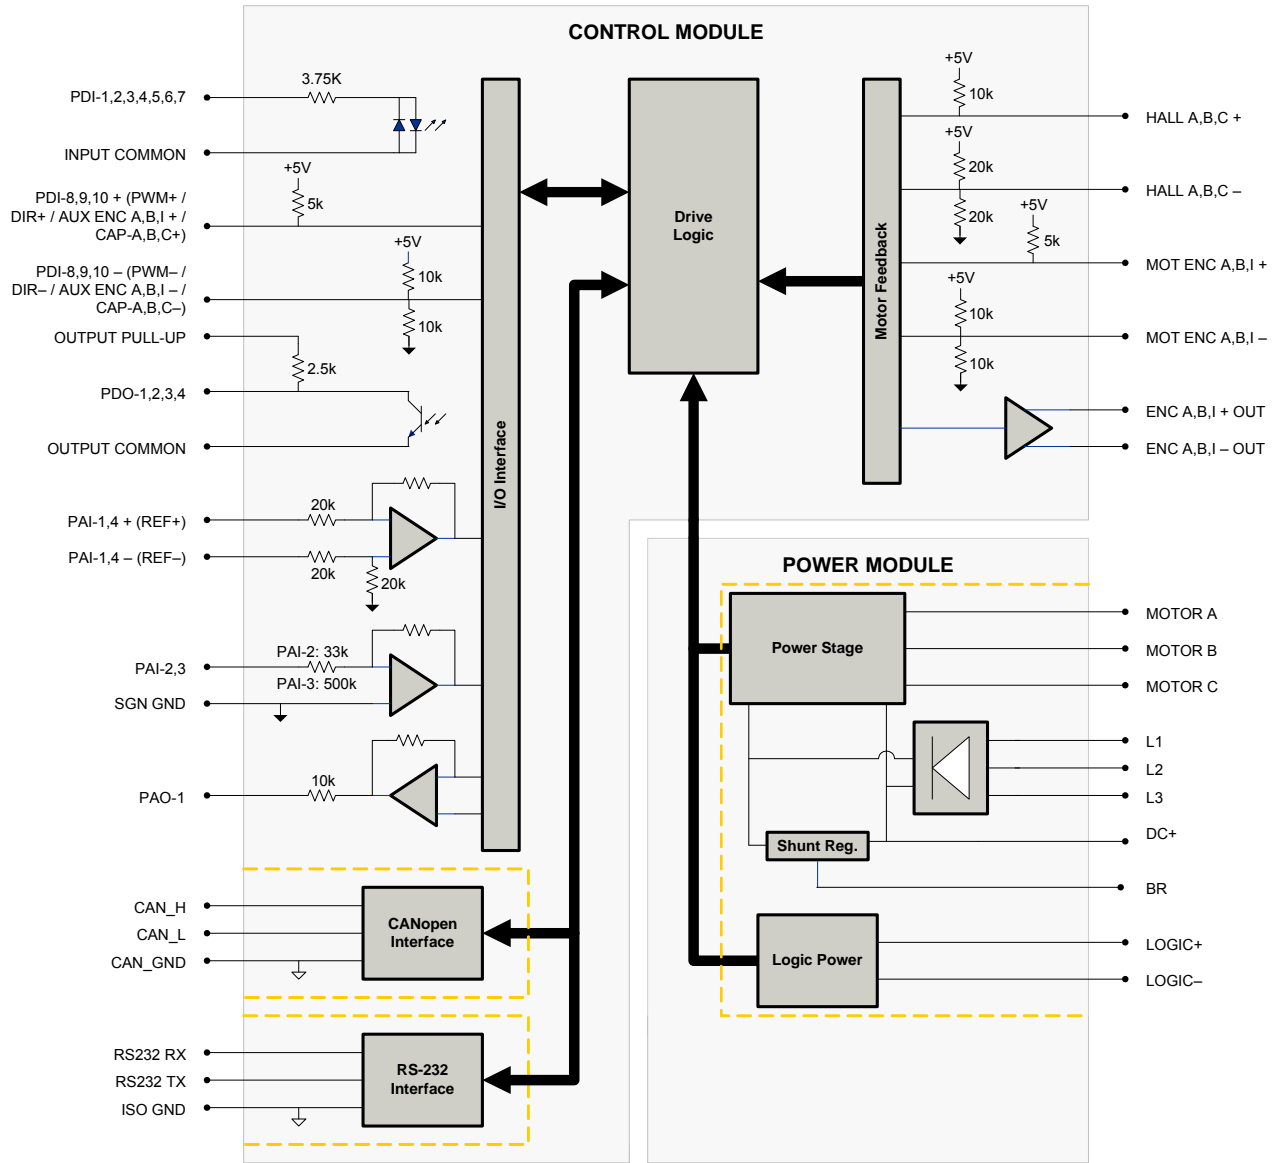 CONTROL MODULE
3.75K
PDI-1,2,3,4,5,6,7
INPUT COMMON
+5V
5k
PDI-8,9,10 + (PWM+ /
DIR+ / AUX ENC A,B,I + /
CAP-A,B,C+)
+5V
10k
10k
PDI-8,9,10 – (PWM– /
DIR– / AUX ENC A,B,I – /
CAP-A,B,C–)
OUTPUT PULL-UP
2.5k
PDO-1,2,3,4
OUTPUT COMMON
20k
PAI-1,4 + (REF+)
PAI-1,4 – (REF–)
20k
20k
PAI-2: 33k
PAI-2,3
PAI-3: 500k
SGN GND
10k
PAO-1
I/O Interface
Drive
Logic
Motor Feedback
+5V
10k
HALL A,B,C +
+5V
20k
HALL A,B,C –
20k
+5V
5k
MOT ENC A,B,I +
+5V
10k
MOT ENC A,B,I –
10k
ENC A,B,I + OUT
ENC A,B,I – OUT
CAN_H
CAN_L
CAN_GND
CANopen
Interface
RS232 RX
RS232 TX
ISO GND
RS-232
Interface
POWER MODULE
Power Stage
MOTOR A
MOTOR B
MOTOR C
L1
L2
L3
Shunt Reg.
DC+
BR
Logic Power
LOGIC+
LOGIC–